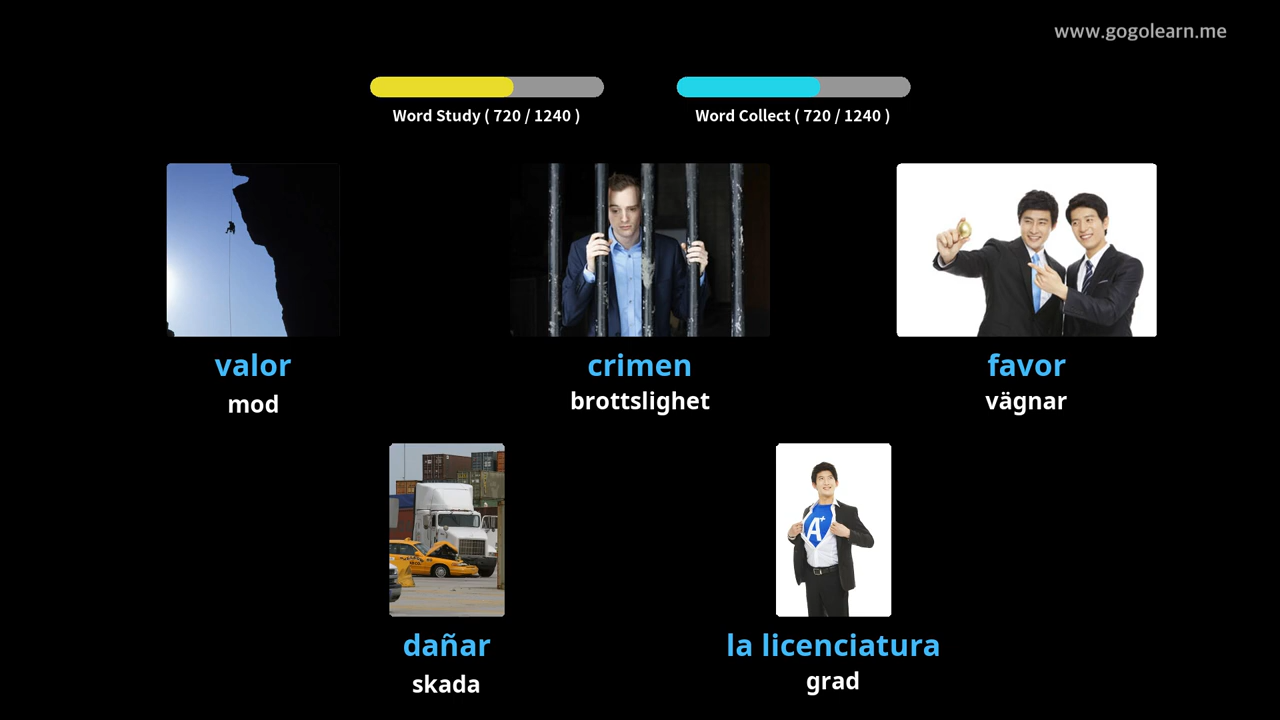 www.gogolearn.me
Word Study ( 720 / 1240 )
Word Collect ( 720 / 1240 )
valor
mod
crimen
brottslighet
favor
vägnar
A+
dañar
skada
la licenciatura
grad